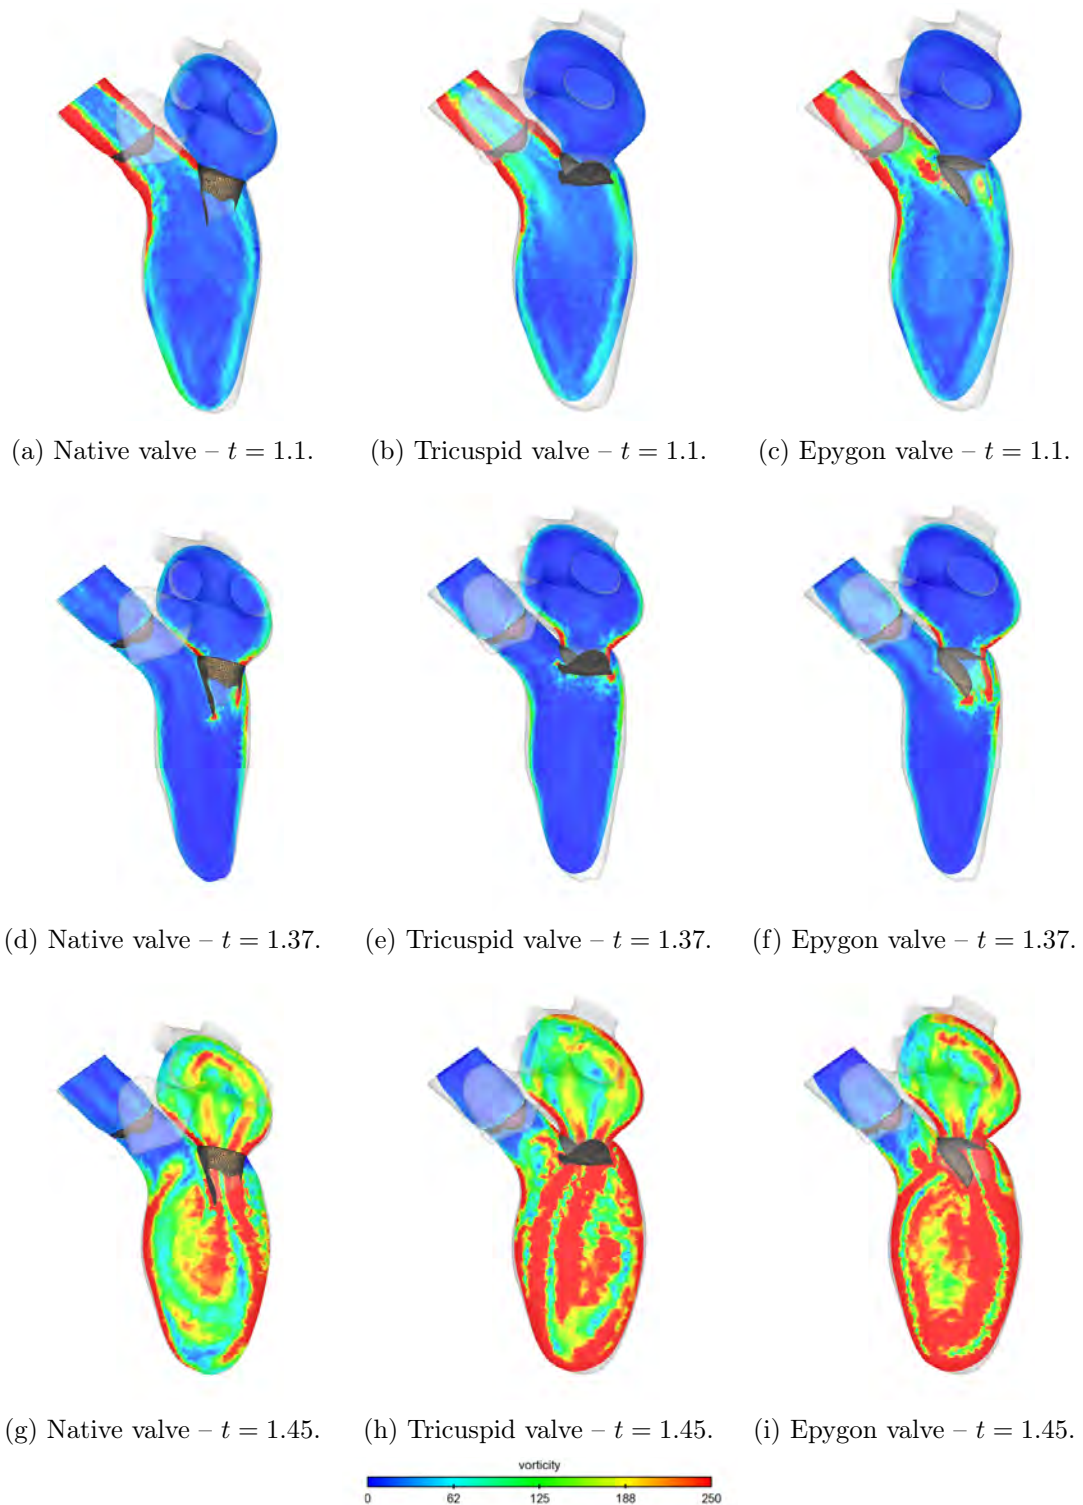 (a) Native valve – t = 1.1.
(b) Tricuspid valve – t = 1.1.
(c) Epygon valve – t = 1.1.
(d) Native valve – t = 1.37.
(e) Tricuspid valve – t = 1.37.
(f) Epygon valve – t = 1.37.
(g) Native valve – t = 1.45.
(h) Tricuspid valve – t = 1.45.
(i) Epygon valve – t = 1.45.
vorticity
0 62 125 188 250